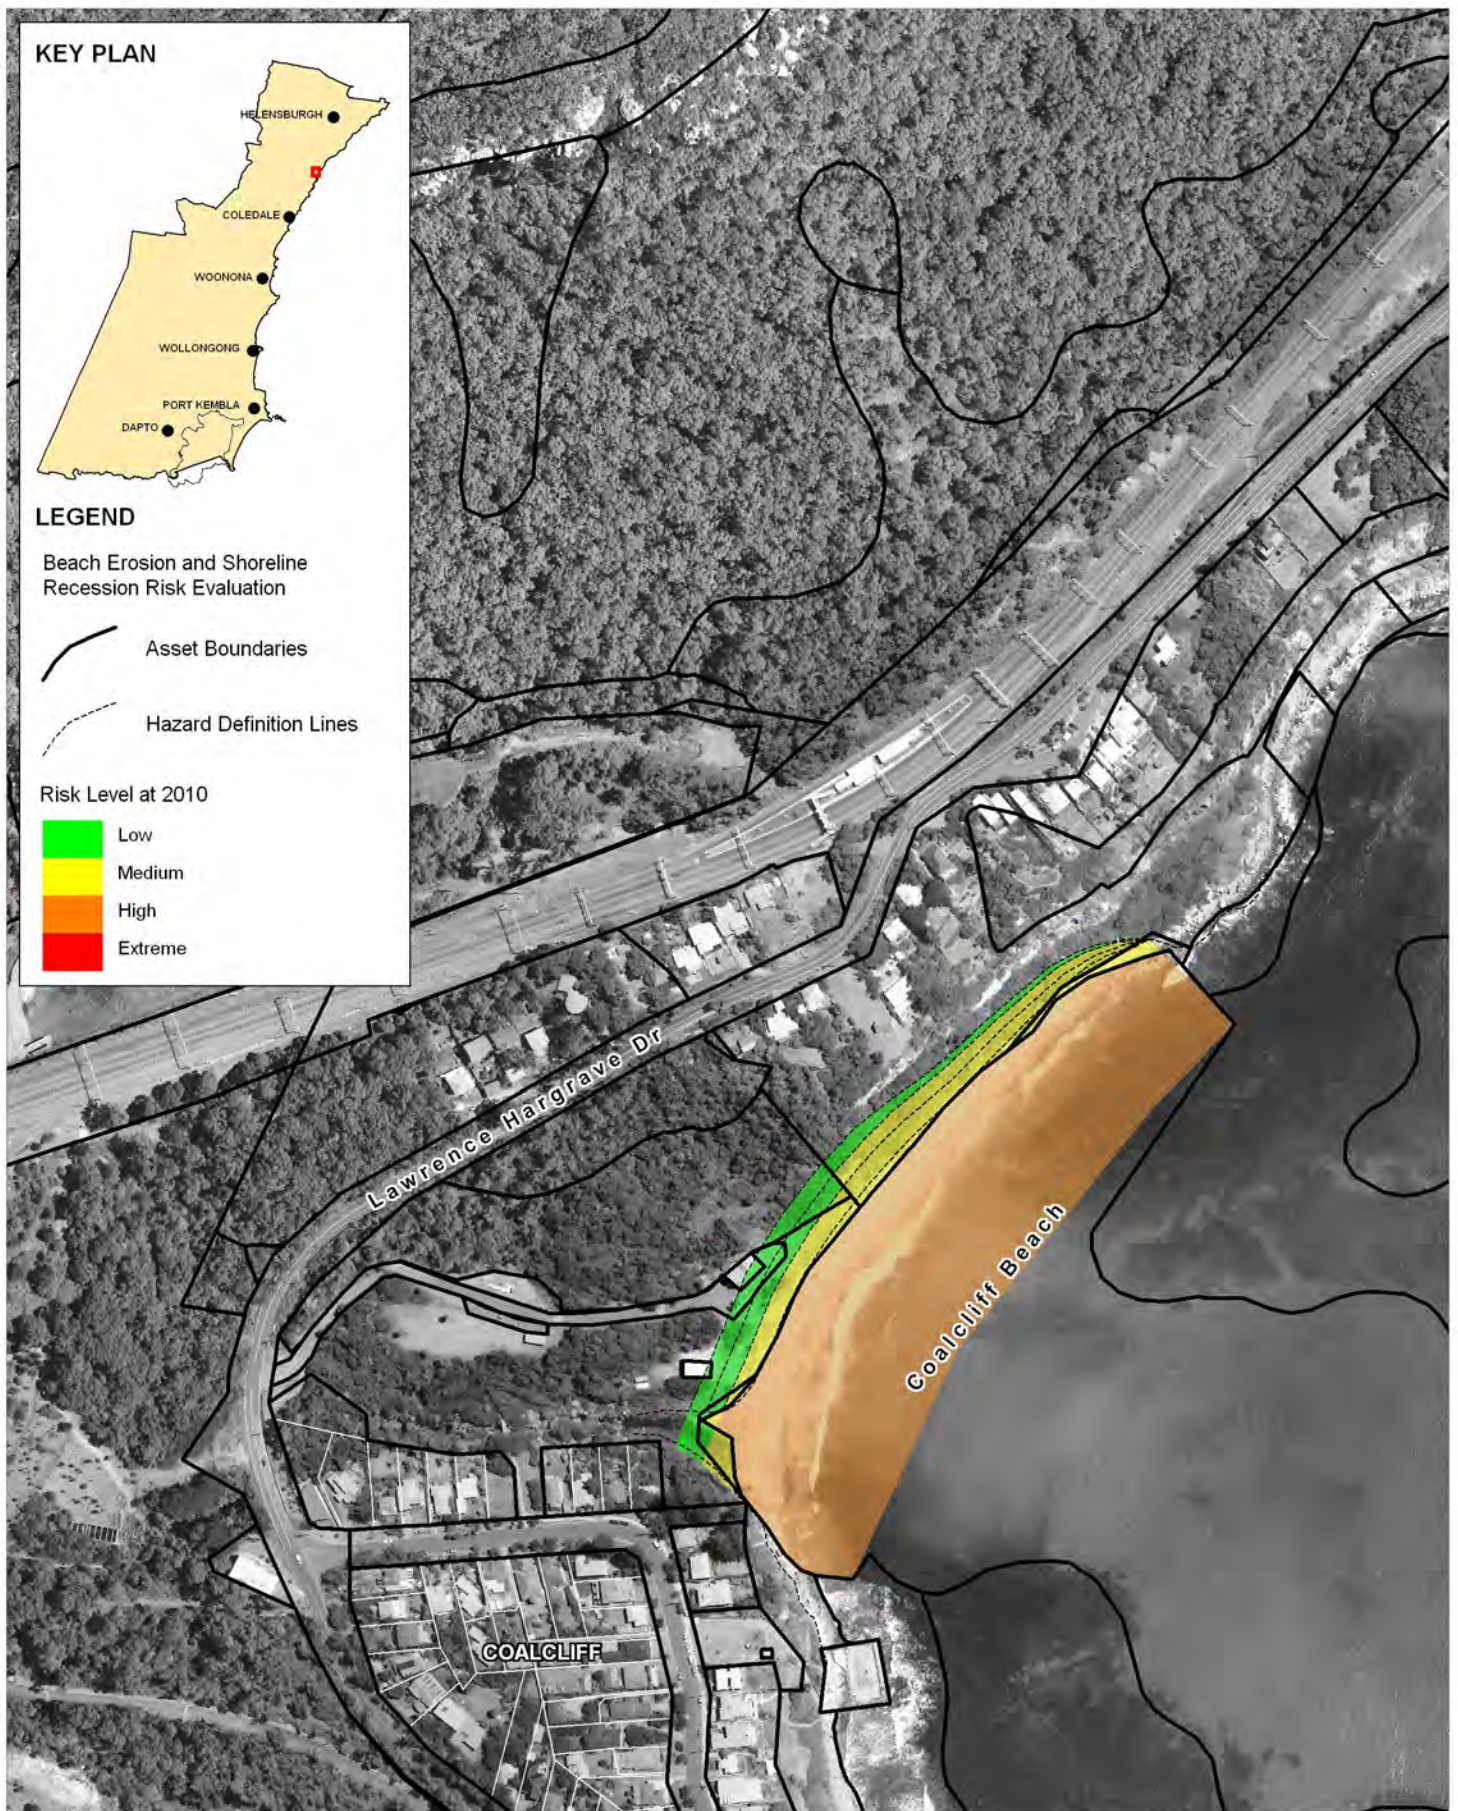 KEY PLAN
HELENSBURGH
COLEDALE
WOONONA
WOLLONGONG
PORT KEMBLA
DAPTO
LEGEND
Beach Erosion and Shoreline
Recession Risk Evaluation
Asset Boundaries
Hazard Definition Lines
Risk Level at 2010
Low
Medium
High
Extreme
Lawrence Hargrave Dr
Coalcliff Beach
COALCLIFF